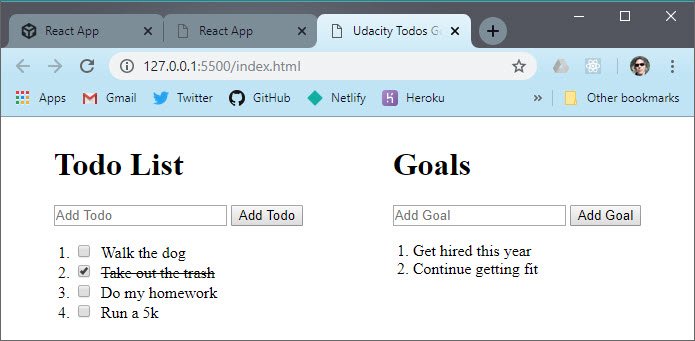 React App
React App
Udacity Todos G
127.0.0.1:5500/index.html
Apps
Gmail
Twitter
GitHub
Netlify
Heroku
»
Other bookmarks
Todo List
Add Todo
Add Todo
1. Walk the dog
2. Take out the trash
3. Do my homework
4. Run a 5k
Goals
Add Goal
Add Goal
1. Get hired this year
2. Continue getting fit